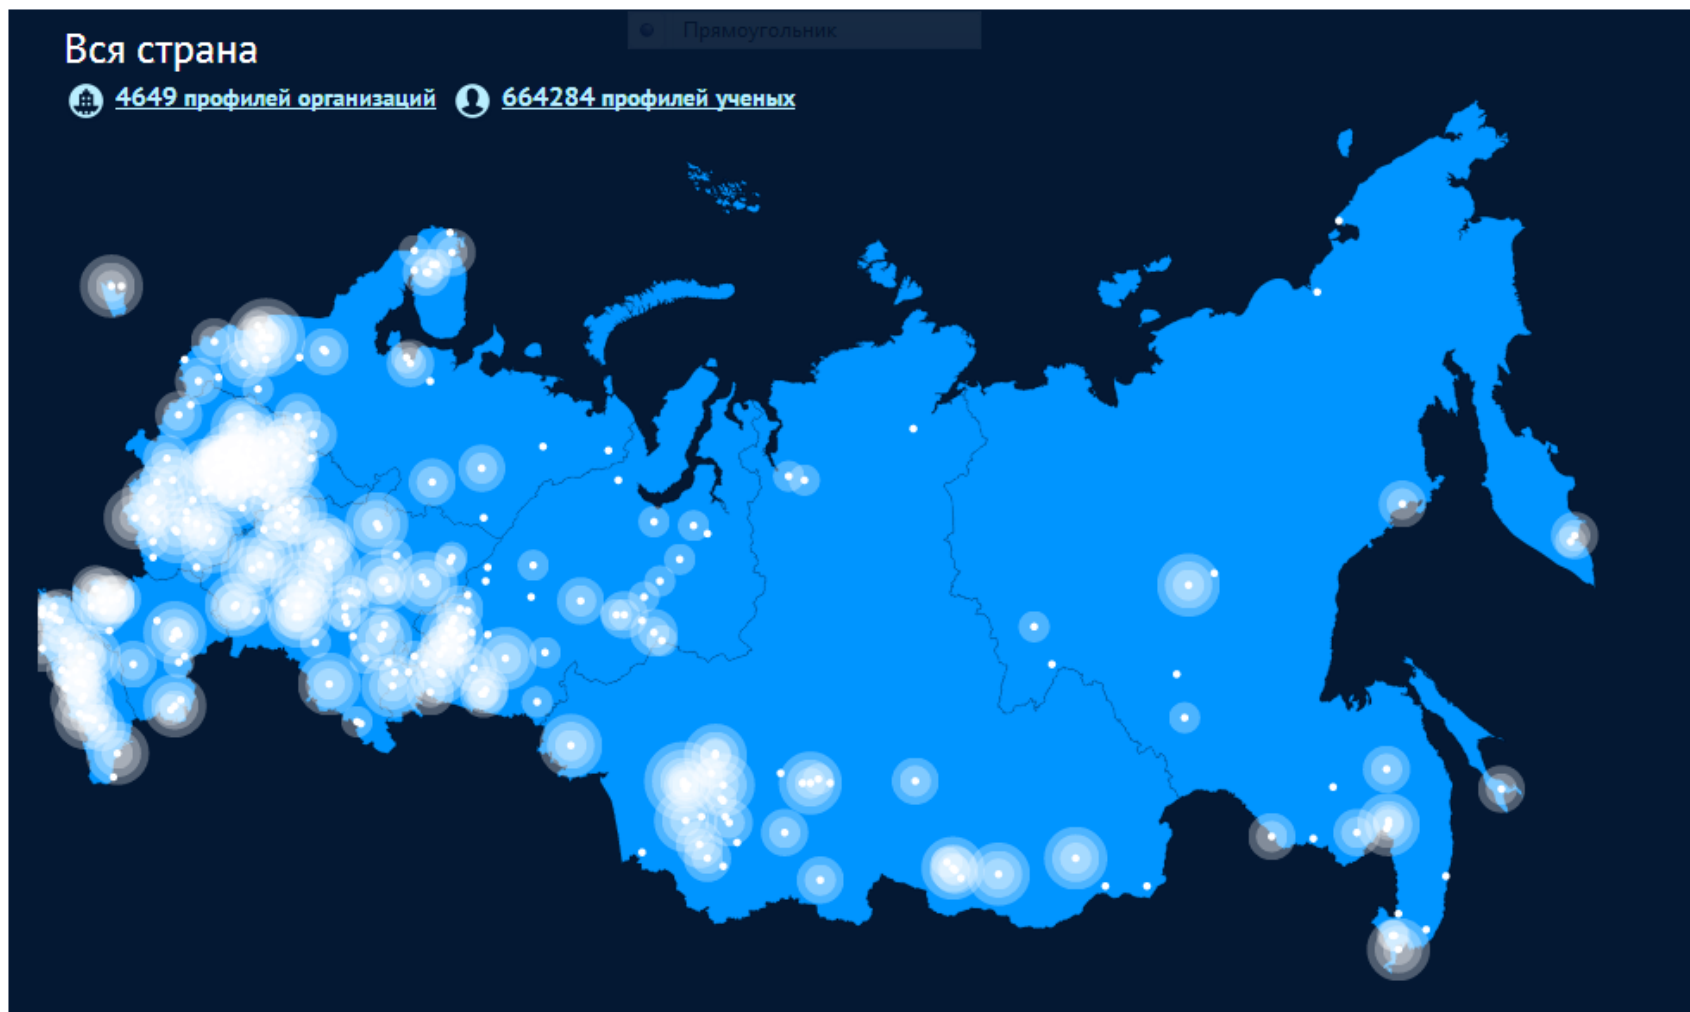 Прямоугольник
Вся страна
4649 профилей организаций 664284 профилей ученых